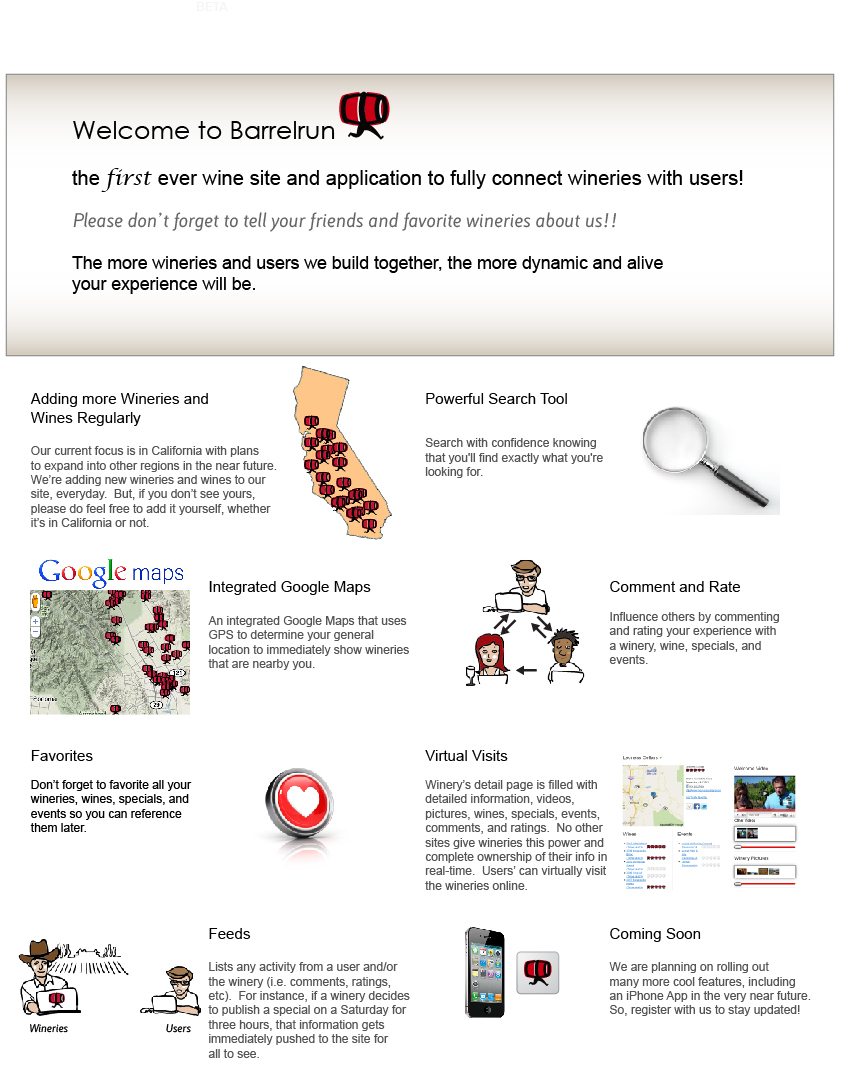 BETA
Welcome to Barrelrun
the first ever wine site and application to fully connect wineries with users!
Please don't forget to tell your friends and favorite wineries about us!!
The more wineries and users we build together, the more dynamic and alive
your experience will be.
Adding more Wineries and
Wines Regularly
Our current focus is in California with plans
to expand into other regions in the near future.
We're adding new wineries and wines to our
site, everyday.  But, if you don't see yours,
please do feel free to add it yourself, whether
it's in California or not.
Powerful Search Tool
Search with confidence knowing
that you'll find exactly what you're
looking for.
Google maps
Sonoma
121
29
Integrated Google Maps
An integrated Google Maps that uses
GPS to determine your general
location to immediately show wineries
that are nearby you.
Comment and Rate
Influence others by commenting
and rating your experience with
a winery, wine, specials, and
events.
Favorites
Don't forget to favorite all your
wineries, wines, specials, and
events so you can reference
them later.
Virtual Visits
Winery's detail page is filled with
detailed information, videos,
pictures, wines, specials, events,
comments, and ratings.  No other
sites give wineries this power and
complete ownership of their info in
real-time.  Users' can virtually visit
the wineries online.
Welcome Video
Other Video
Wines
Events
Winery Pictures
Wineries
Users
Feeds
Lists any activity from a user and/or
the winery (i.e. comments, ratings,
etc).  For instance, if a winery decides
to publish a special on a Saturday for
three hours, that information gets
immediately pushed to the site for
all to see.
Coming Soon
We are planning on rolling out
many more cool features, including
an iPhone App in the very near future.
So, register with us to stay updated!